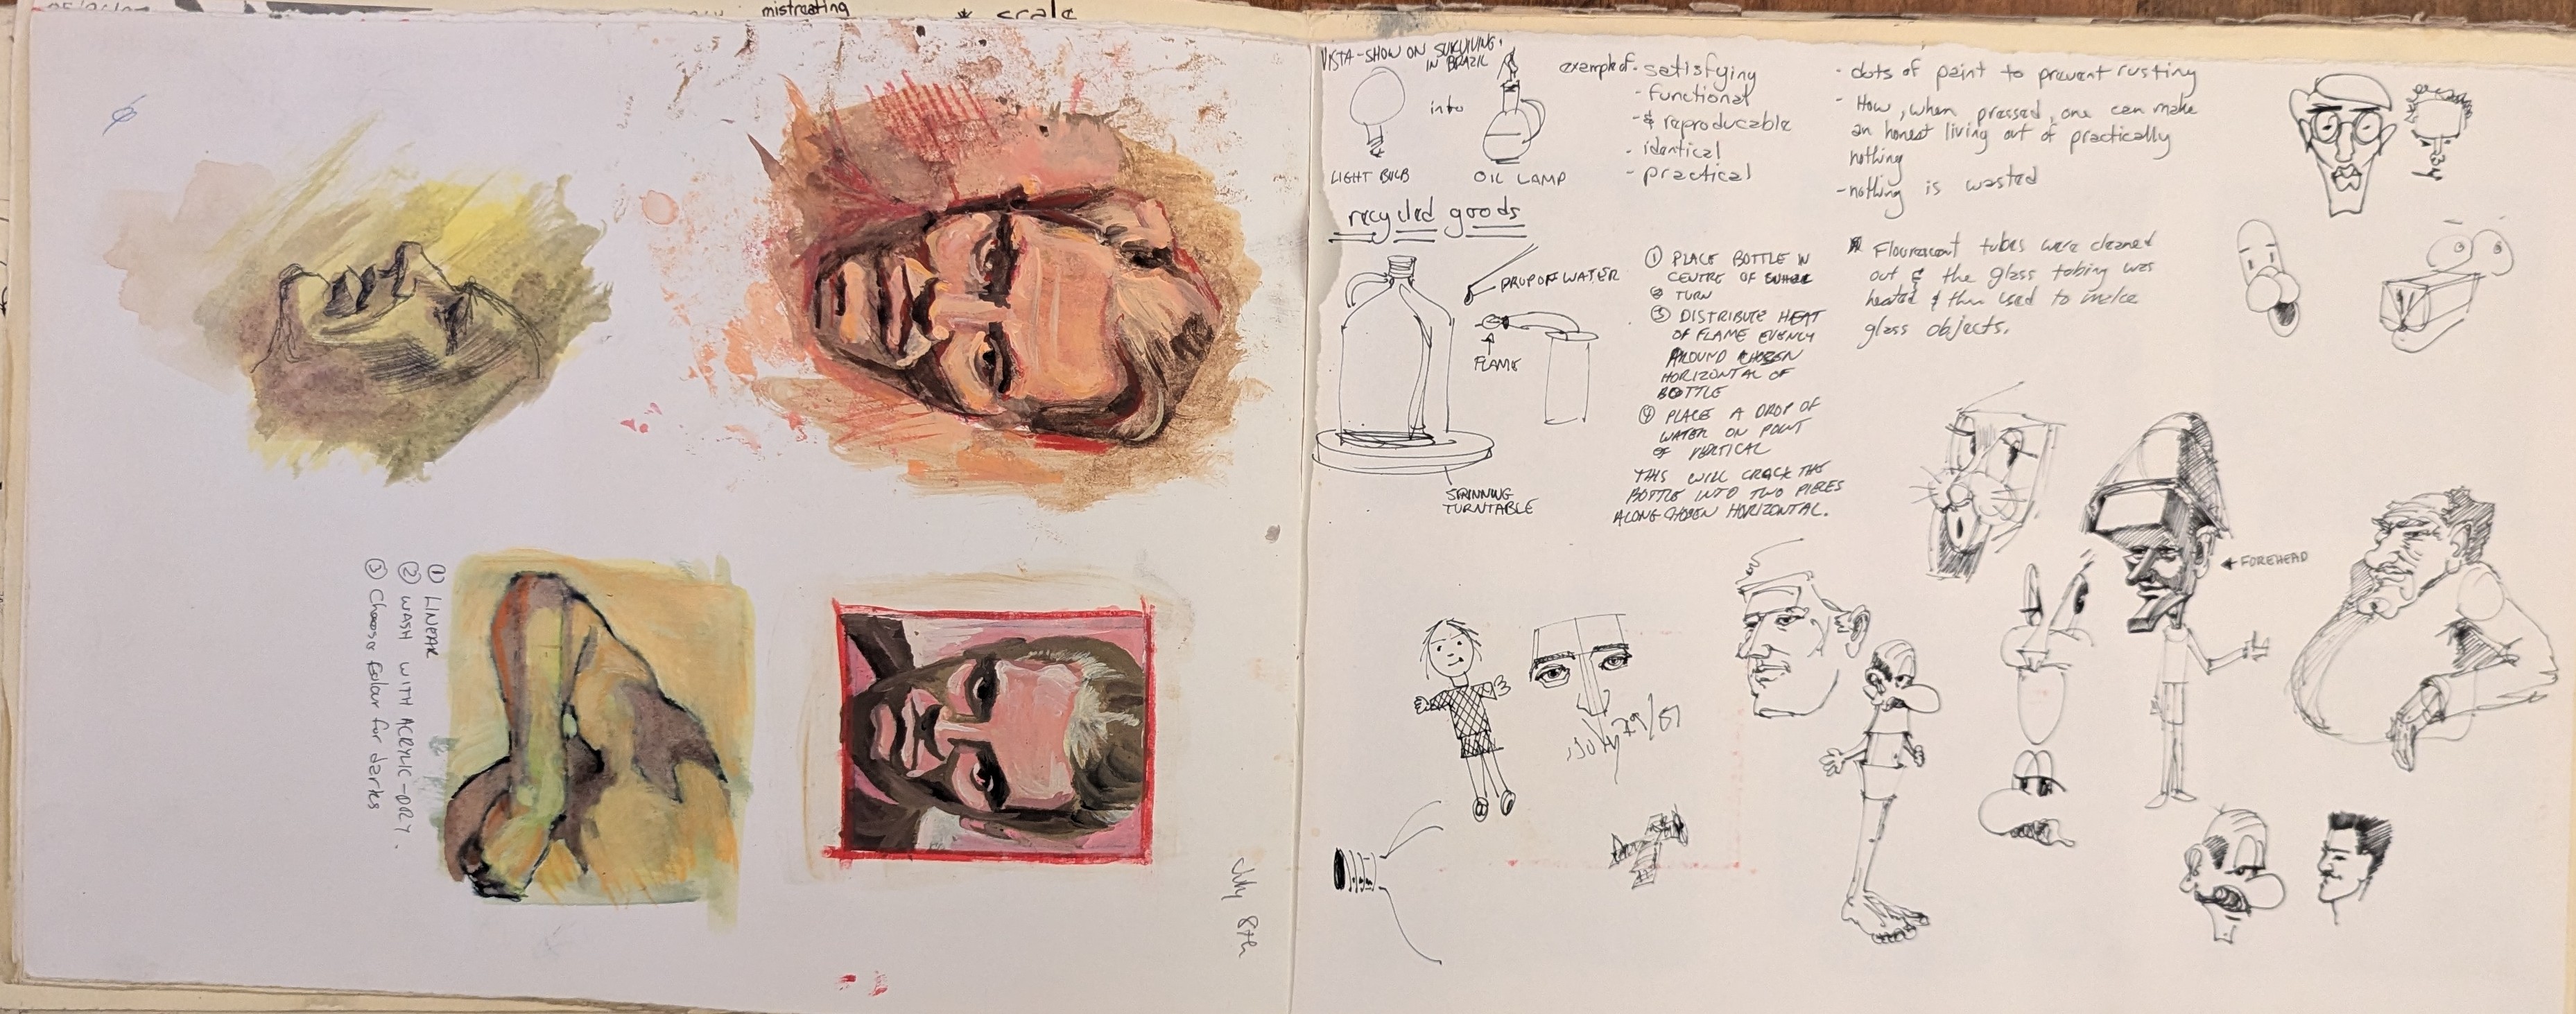 mistreating
* scale
① LINEAR
② WASH WITH ACRYLIC - DRY.
③ Choose Colour for darks
July 8th
VISTA - SHOW ON SURVIVING.
IN BRAZIL
into
LIGHT BULB
OIL LAMP
example of - satisfying
- functional
- & reproducable
- identical
- practical
- dots of paint to prevent rusting
- How, when pressed, one can make
an honest living out of practically
nothing
- nothing is wasted
recycled goods
DROP OF WATER
FLAME
SPINNING
TURNTABLE
① PLACE BOTTLE IN
CENTRE OF
② TURN
③ DISTRIBUTE HEAT
OF FLAME EVENLY
AROUND CHOSEN
HORIZONTAL OF
BOTTLE
④ PLACE A DROP OF
WATER ON POINT
OF VERTICAL
THIS WILL CRACK THE
BOTTLE INTO TWO PIECES
ALONG CHOSEN HORIZONTAL.
* Flourescent tubes were cleaned
out & the glass tubing was
heated & then used to make
glass objects.
FOREHEAD
July 29/87